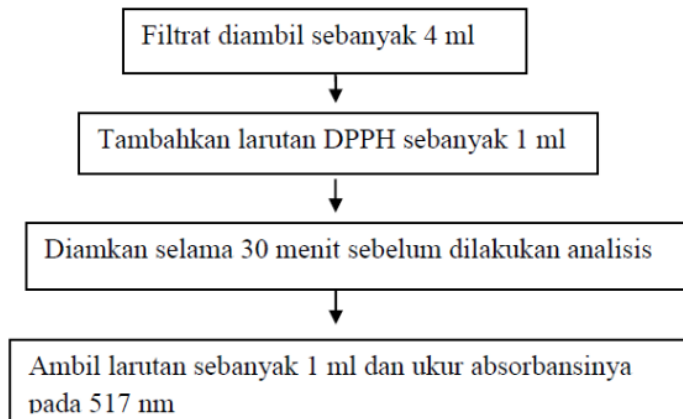 Filtrat diambil sebanyak 4 ml
Tambahkan larutan DPPH sebanyak 1 ml
Diamkan selama 30 menit sebelum dilakukan analisis
Ambil larutan sebanyak 1 ml dan ukur absorbansinya
pada 517 nm